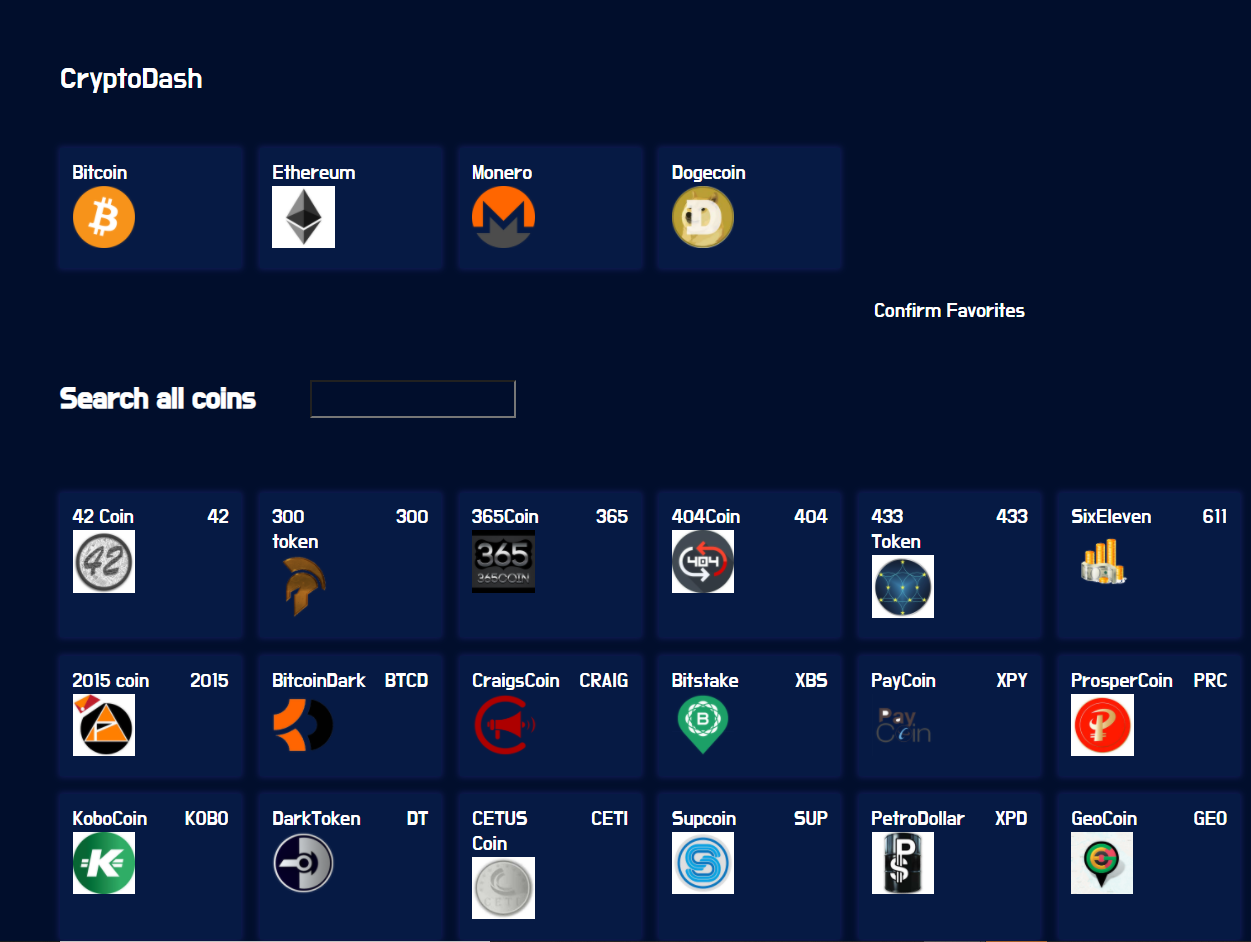 CryptoDash
Bitcoin
Ethereum
Monero
Dogecoin
Confirm Favorites
Search all coins
42 Coin 42
42
300 300
token
365Coin 365
365
365COIN
404Coin 404
404
433 433
Token
SixEleven 611
2015 coin 2015
BitcoinDark BTCD
CraigsCoin CRAIG
Bitstake XBS
B
PayCoin XPY
Pay
Coin
ProsperCoin PRC
KoboCoin KOBO
K
DarkToken DT
CETUS CETI
Coin
Supcoin SUP
S
PetroDollar XPD
P
$
GeoCoin GEO